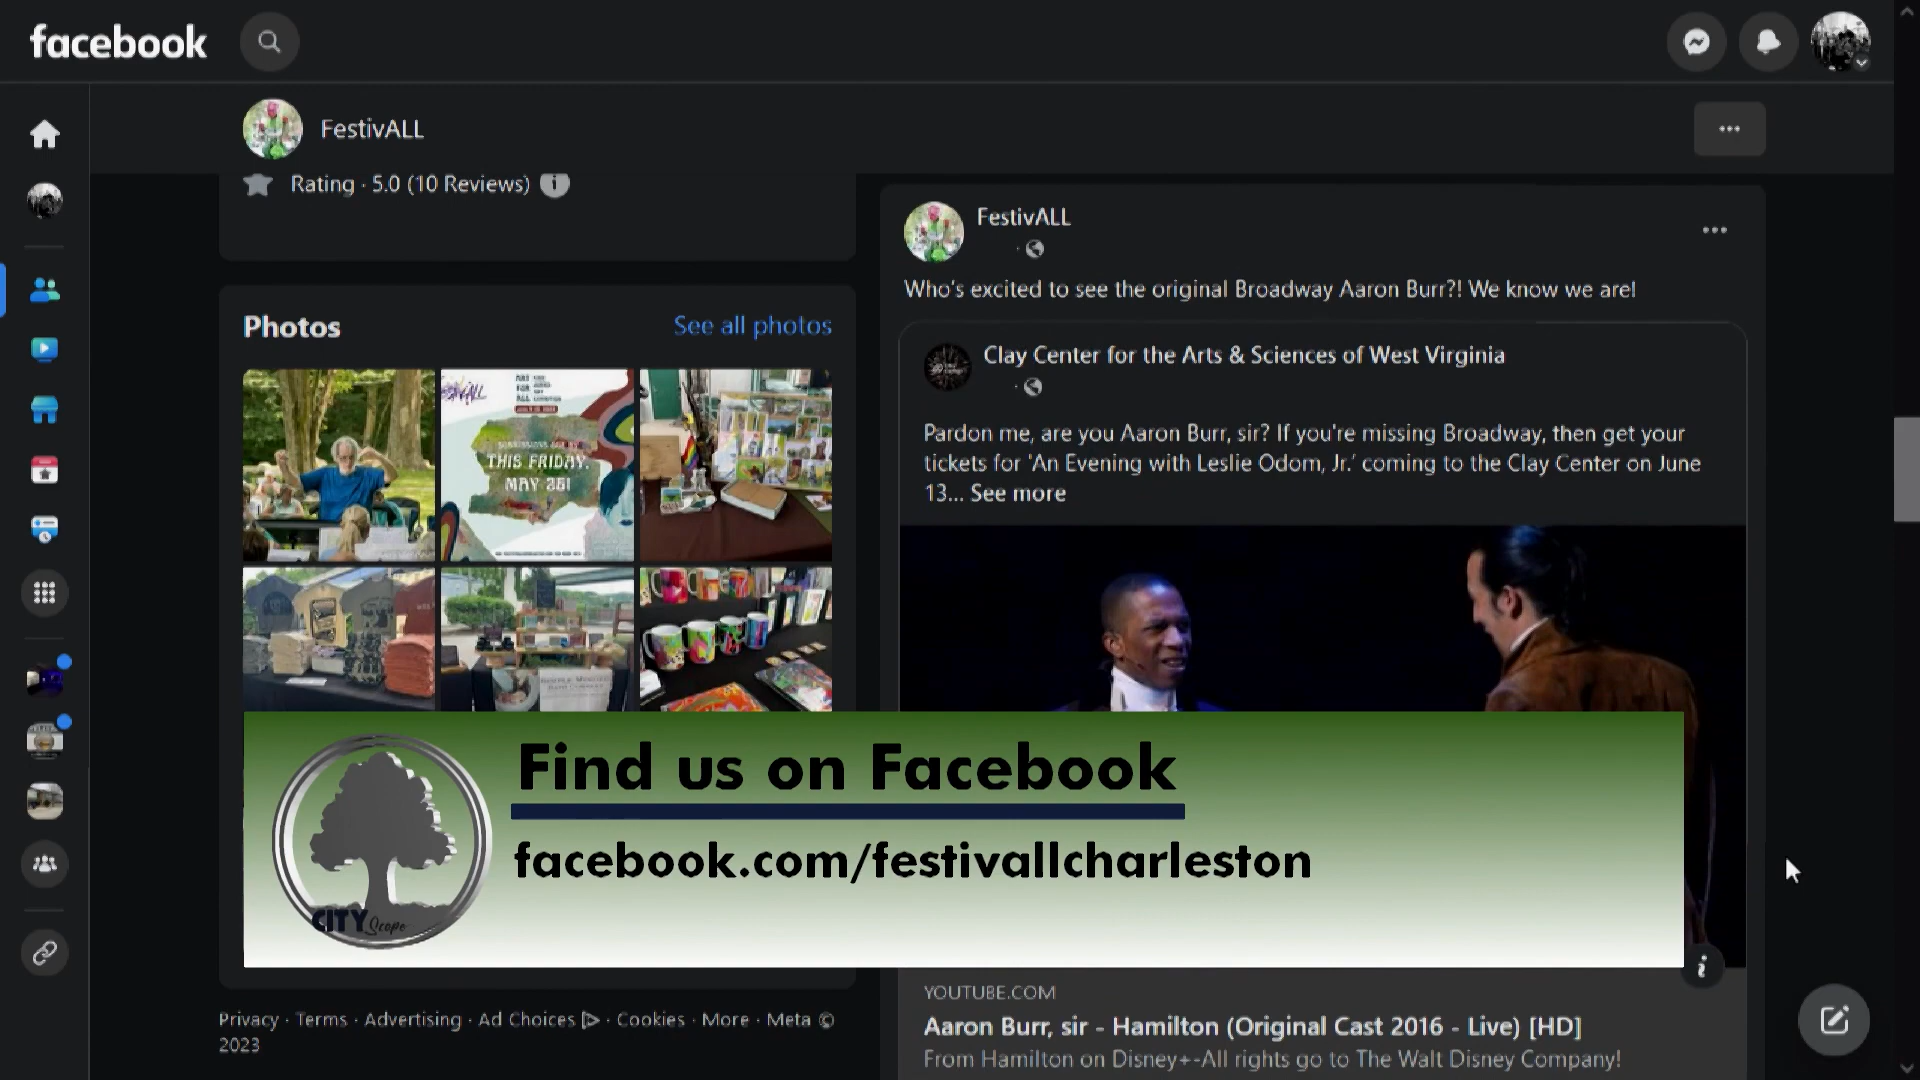 facebook
FestivALL
Rating · 5.0 (10 Reviews)
Photos
See all photos
FestivALL
ART
FOR
ALL
THIS FRIDAY,
MAY 26!
FestivALL
Who's excited to see the original Broadway Aaron Burr?! We know we are!
Clay Center for the Arts & Sciences of West Virginia
Pardon me, are you Aaron Burr, sir? If you're missing Broadway, then get your
tickets for 'An Evening with Leslie Odom, Jr.' coming to the Clay Center on June
13... See more
Find us on Facebook
facebook.com/festivallcharleston
CITY Scope
YOUTUBE.COM
Aaron Burr, sir - Hamilton (Original Cast 2016 - Live) [HD]
From Hamilton on Disney+-All rights go to The Walt Disney Company!
Privacy · Terms · Advertising · Ad Choices · Cookies · More · Meta ©
2023